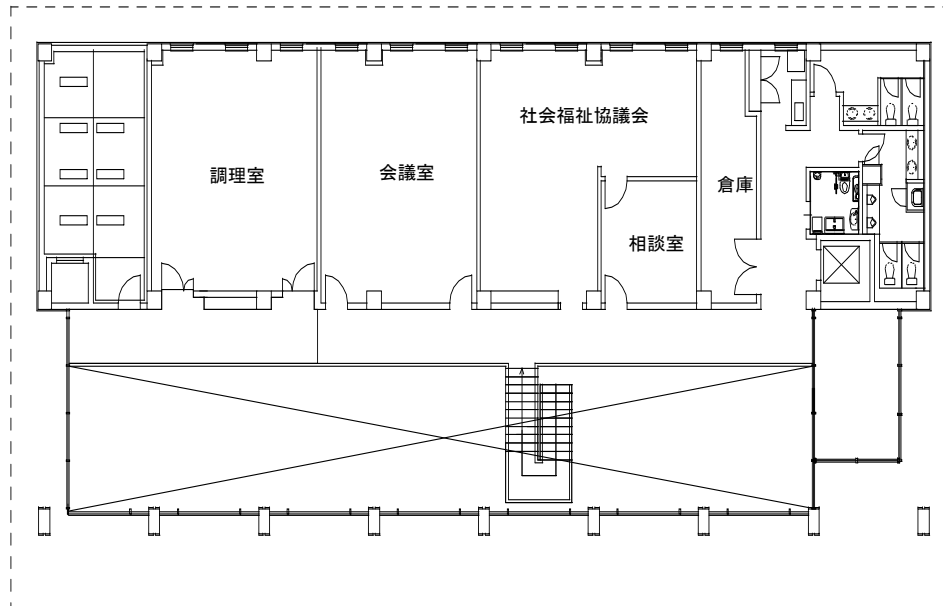 社会福祉協議会
調理室
会議室
倉庫
相談室